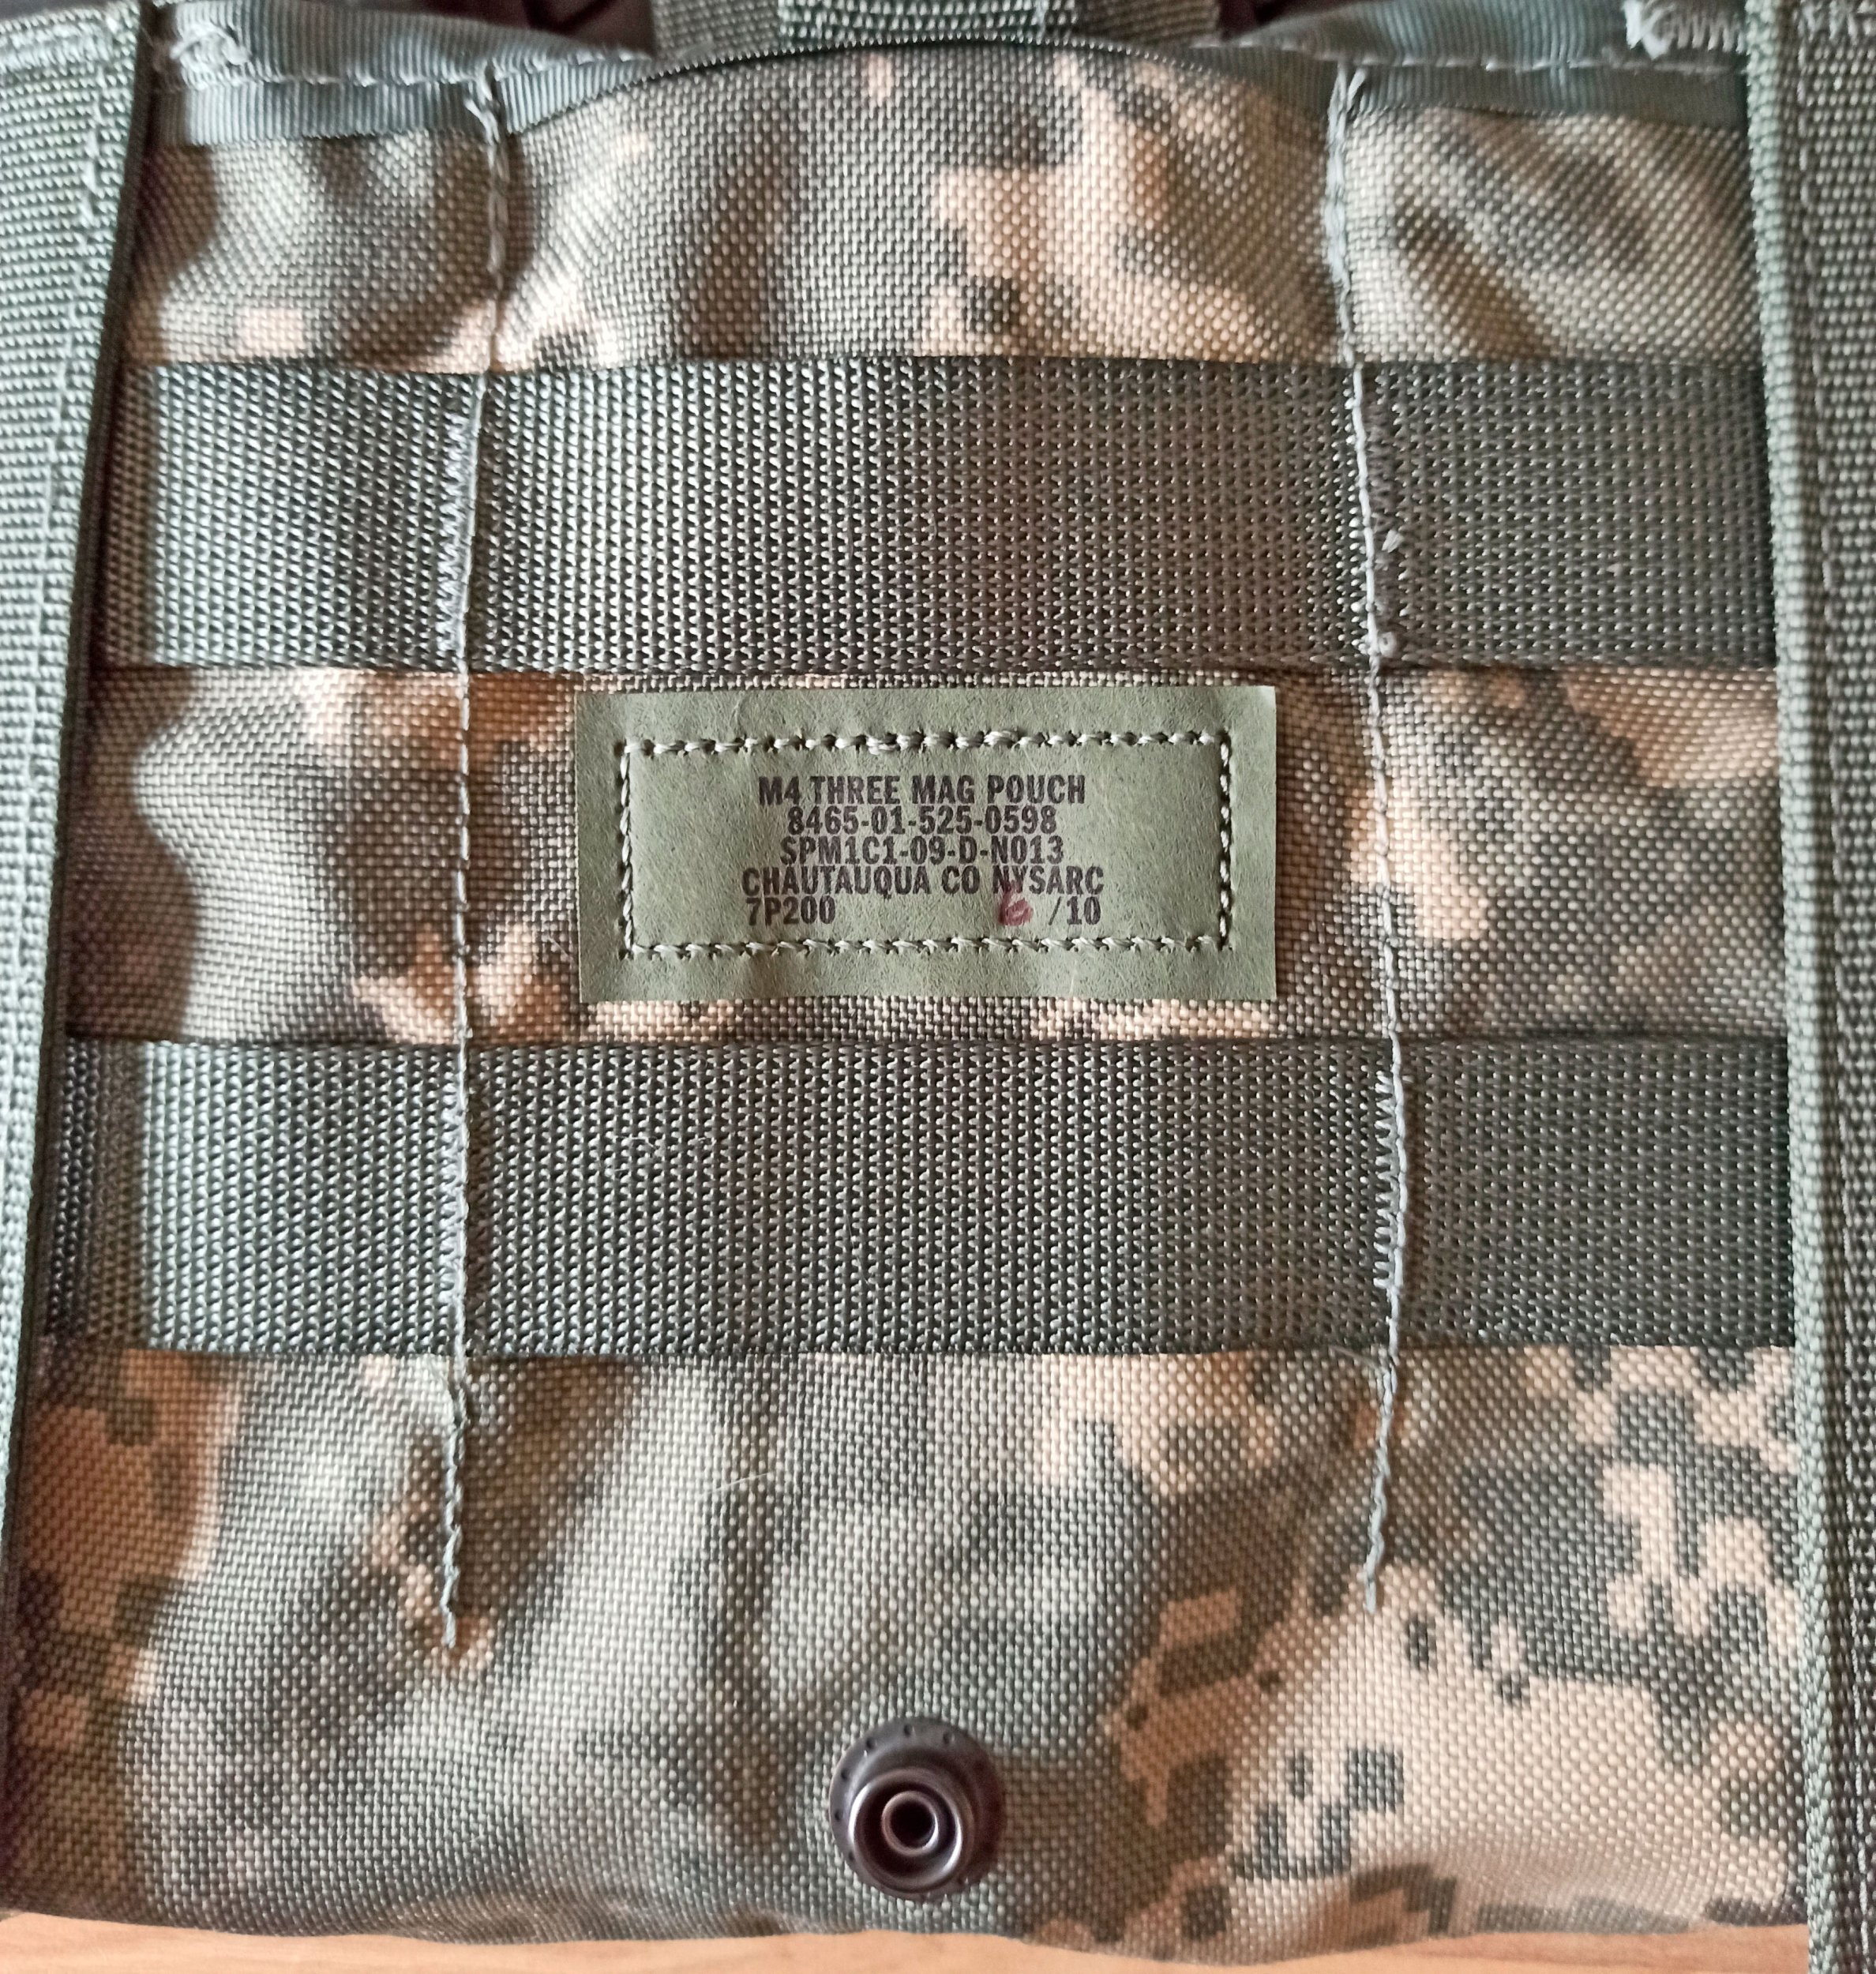 M4 THREE MAG POUCH
8465-01-525-0598
SPM1C1-09-D-N013
CHAUTAUQUA CO NYSARC
7P200 6 /10